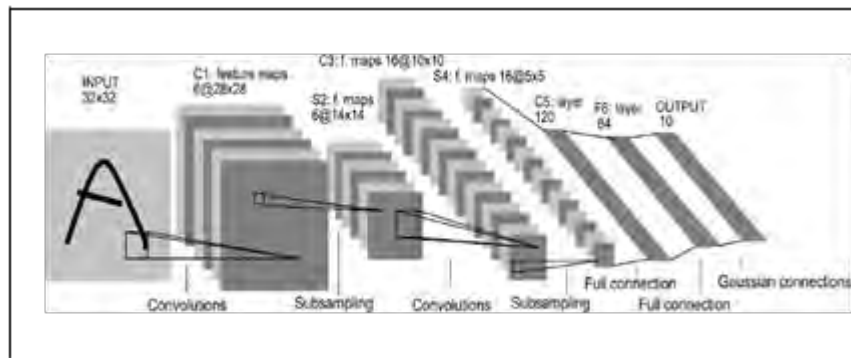 INPUT
32x32
C1: feature maps
6@28x28
S2: f. maps
6@14x14
C3: f. maps 16@10x10
S4: f. maps 16@5x5
C5: layer
120
F6: layer
84
OUTPUT
10
A
Convolutions
Subsampling
Convolutions
Subsampling
Full connection
Full connection
Gaussian connections